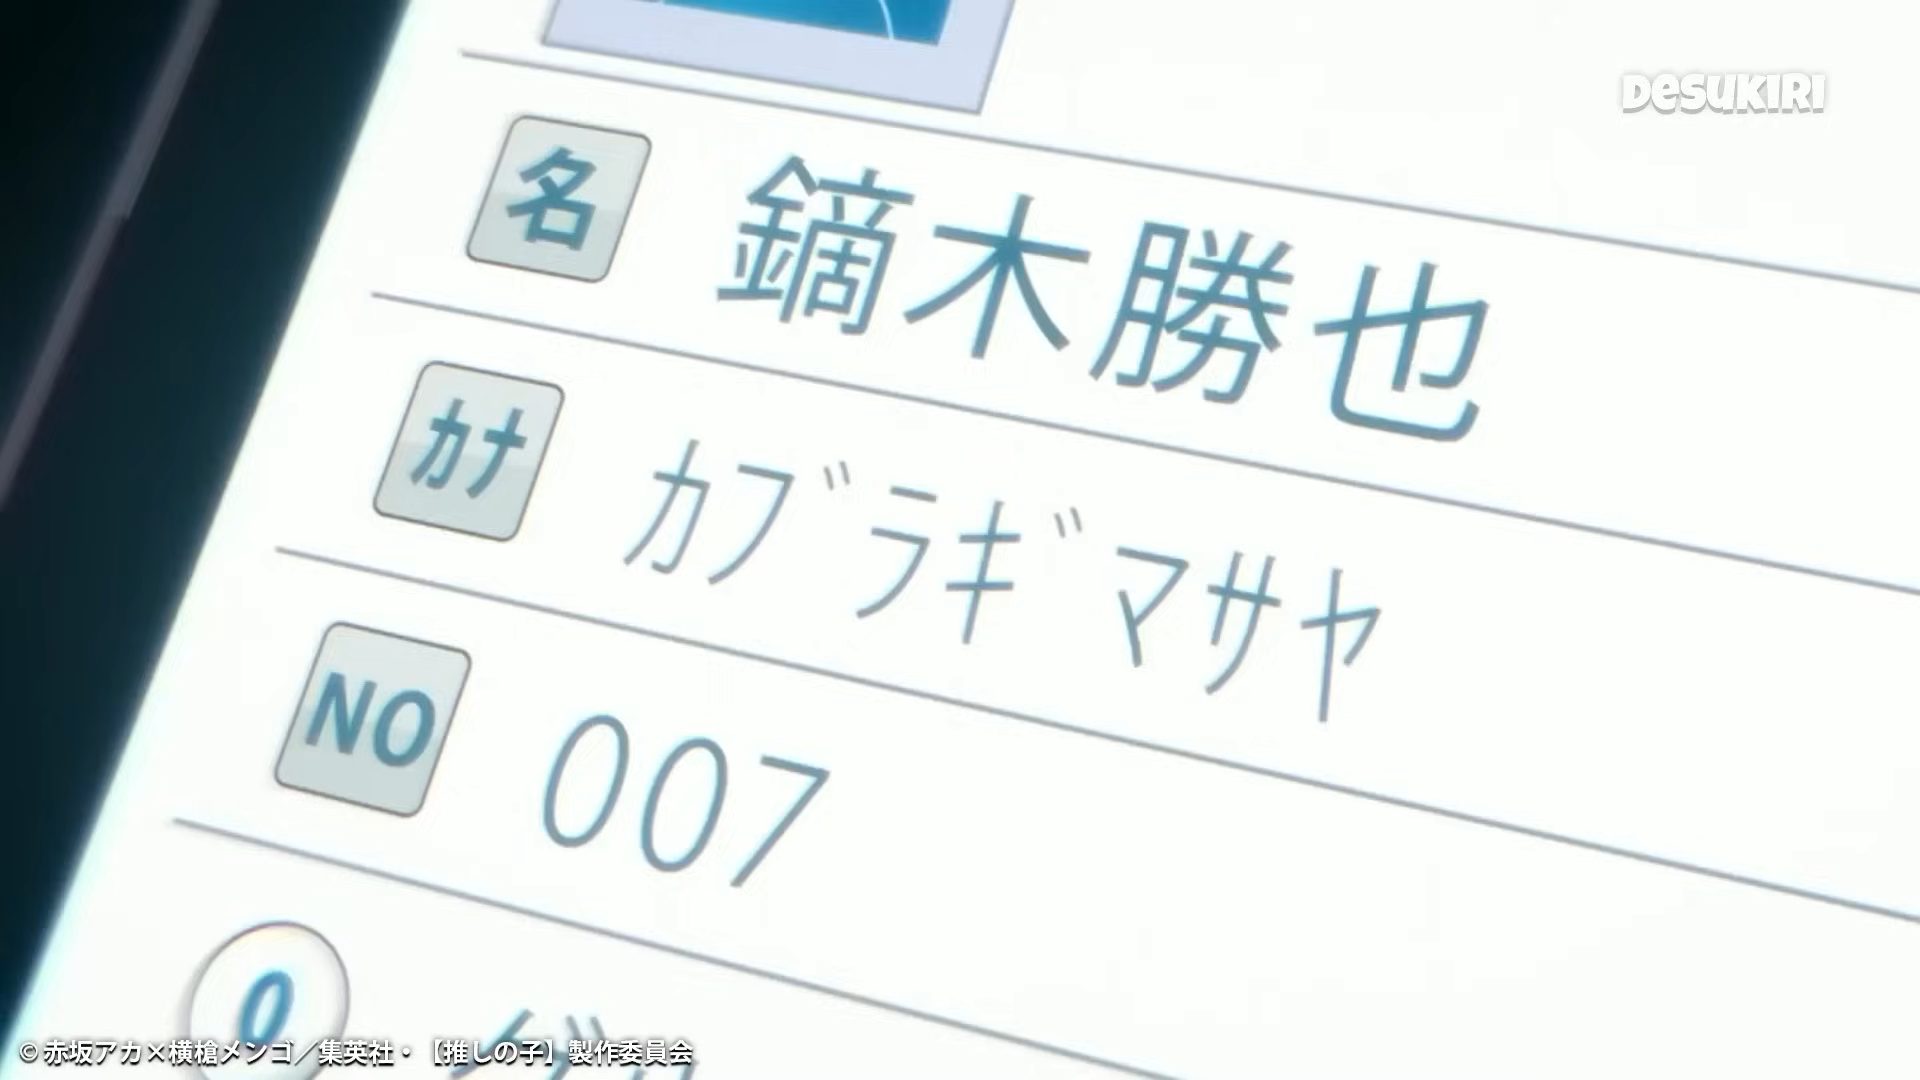 DESUKIRI
名 鏑木勝也
ｶﾅ ｶﾌﾞﾗｷﾞﾏｻﾔ
NO 007
0
© 赤坂アカ×横槍メンゴ／集英社・【推しの子】製作委員会